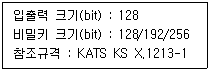 입출력 크기(bit) : 128
비밀키 크기(bit) : 128/192/256
참조규격 : KATS KS X.1213-1